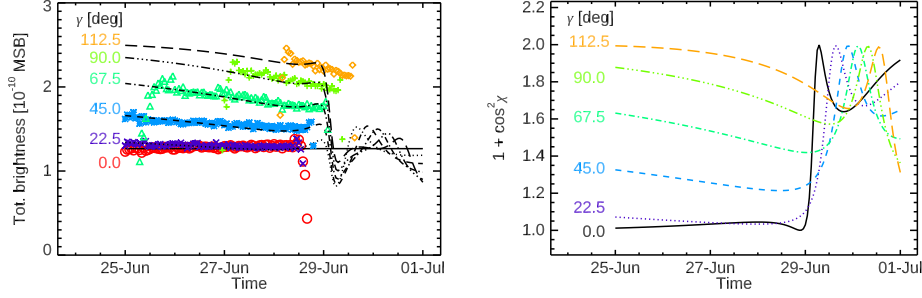 γ [deg]
112.5
90.0
67.5
45.0
22.5
0.0
3
2
1
0
Tot. brightness [10⁻¹⁰ MSB]
25-Jun
27-Jun
29-Jun
01-Jul
Time
γ [deg]
112.5
90.0
67.5
45.0
22.5
0.0
2.2
2.0
1.8
1.6
1.4
1.2
1.0
1 + cos²χ
25-Jun
27-Jun
29-Jun
01-Jul
Time